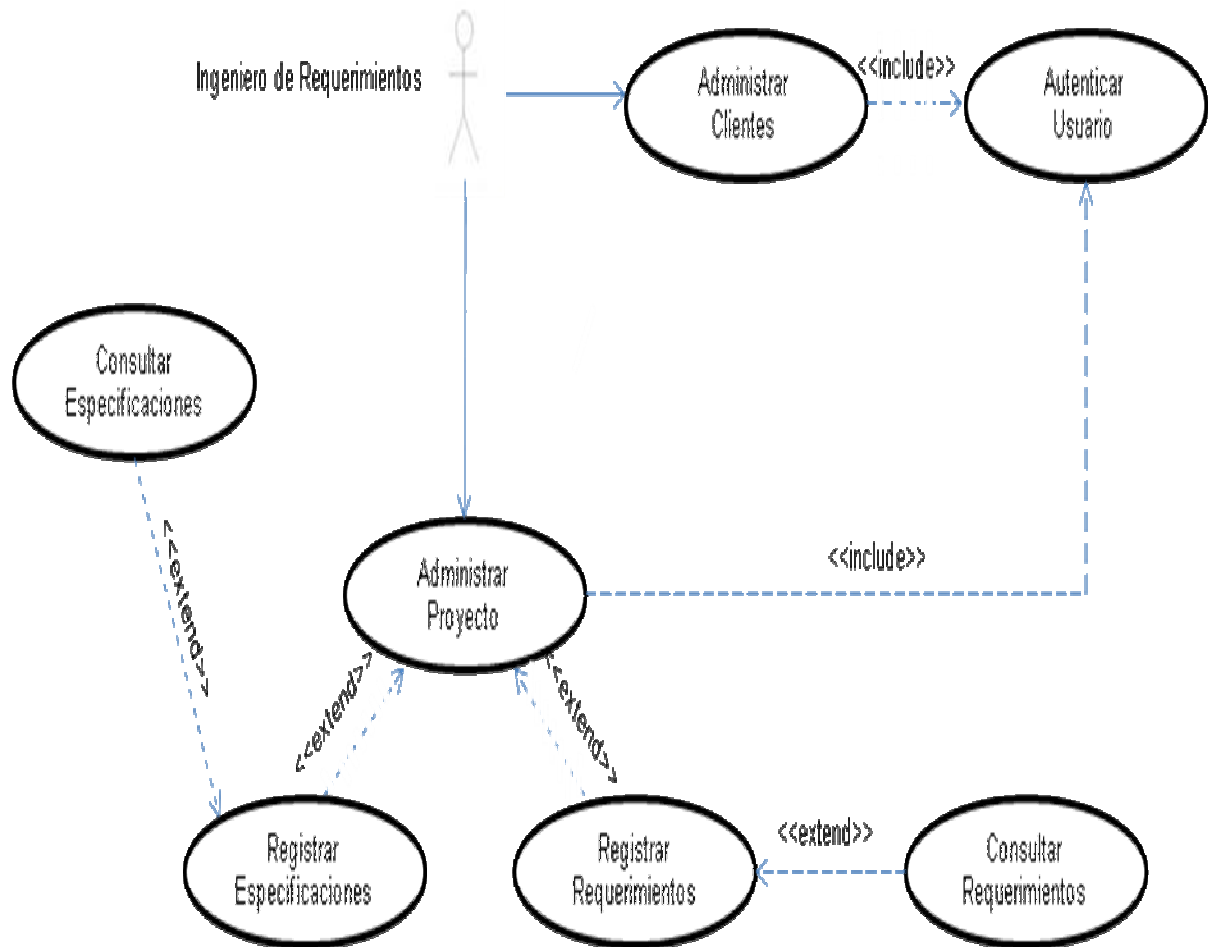 Ingeniero de Requerimientos
Administrar
Clientes
<<include>>
Autenticar
Usuario
Consultar
Especificaciones
<<extend>>
Administrar
Proyecto
<<include>>
<<extend>>
<<extend>>
Registrar
Especificaciones
Registrar
Requerimientos
<<extend>>
Consultar
Requerimientos